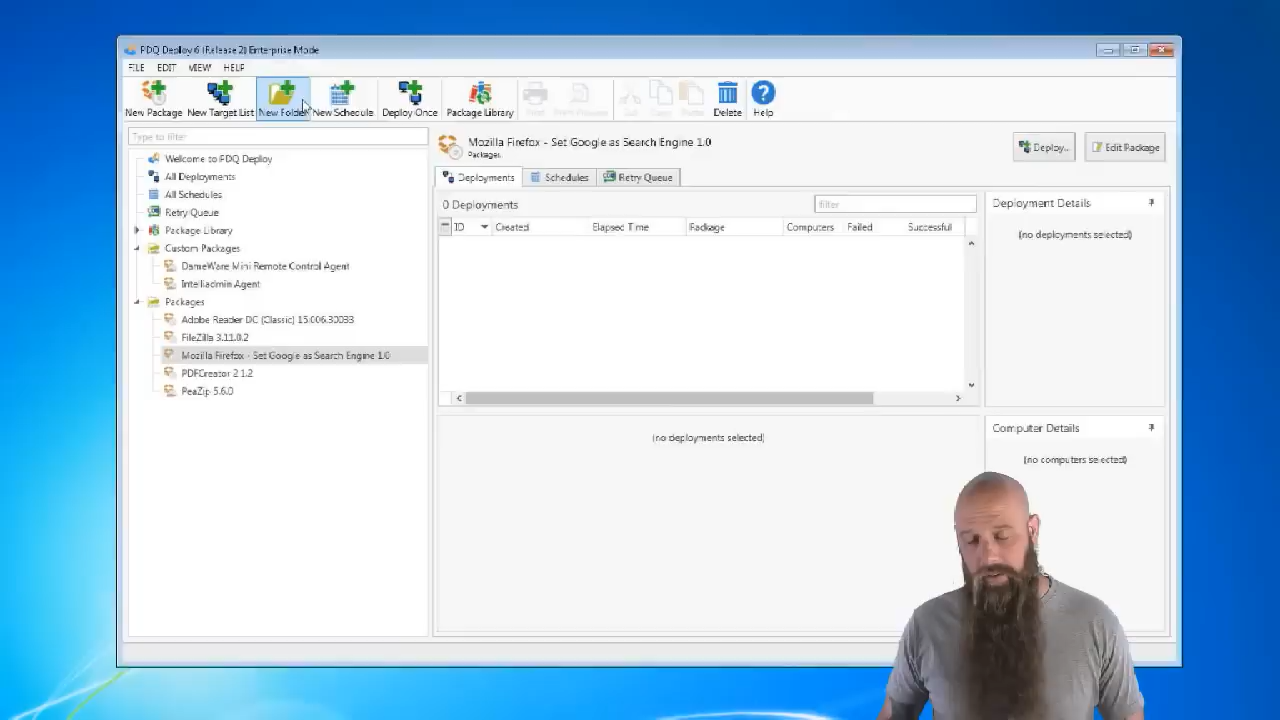 PDQ Deploy 6 (Release 2) Enterprise Mode
FILE EDIT VIEW HELP
New Package New Target List New Folder New Schedule Deploy Once Package Library Print Print Preview Cut Copy Paste Delete Help
Type to filter
Welcome to PDQ Deploy
All Deployments
All Schedules
Retry Queue
Package Library
Custom Packages
DameWare Mini Remote Control Agent
Intelliadmin Agent
Packages
Adobe Reader DC (Classic) 15.006.30033
FileZilla 3.11.0.2
Mozilla Firefox - Set Google as Search Engine 1.0
PDFCreator 2.1.2
PeaZip 5.6.0
Mozilla Firefox - Set Google as Search Engine 1.0
Packages
Deploy... Edit Package
Deployments Schedules Retry Queue
0 Deployments filter
ID Created Elapsed Time Package Computers Failed Successful
(no deployments selected)
Deployment Details
(no deployments selected)
Computer Details
(no computers selected)